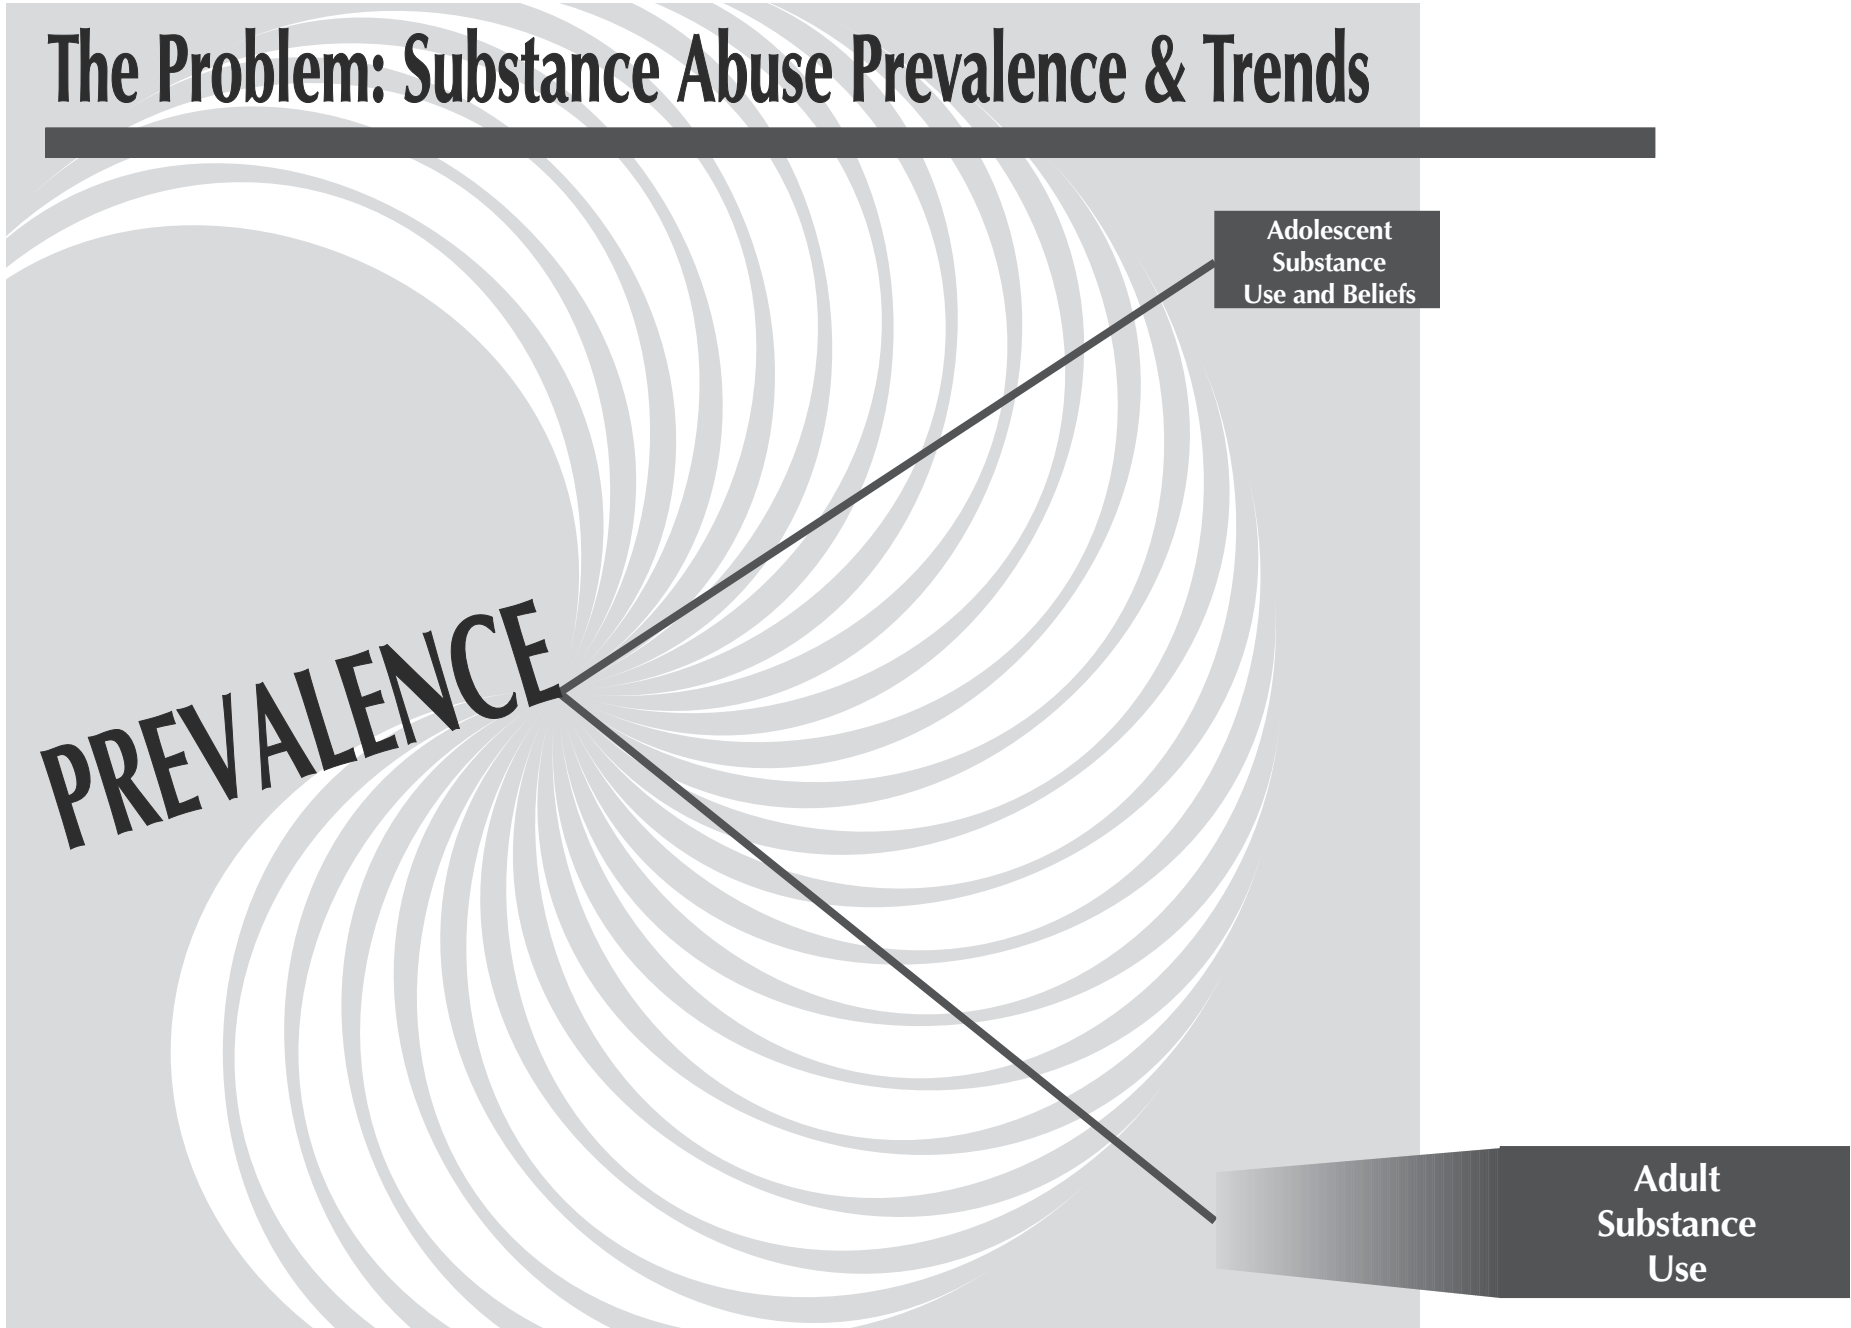 The Problem: Substance Abuse Prevalence & Trends
Adolescent
Substance
Use and Beliefs
PREVALENCE
Adult
Substance
Use